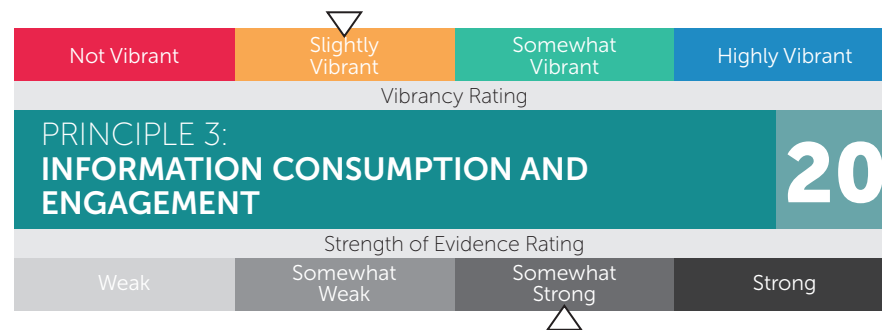 Not Vibrant
Slightly
Vibrant
Somewhat
Vibrant
Highly Vibrant
Vibrancy Rating
PRINCIPLE 3:
INFORMATION CONSUMPTION AND
ENGAGEMENT
20
Strength of Evidence Rating
Weak
Somewhat
Weak
Somewhat
Strong
Strong